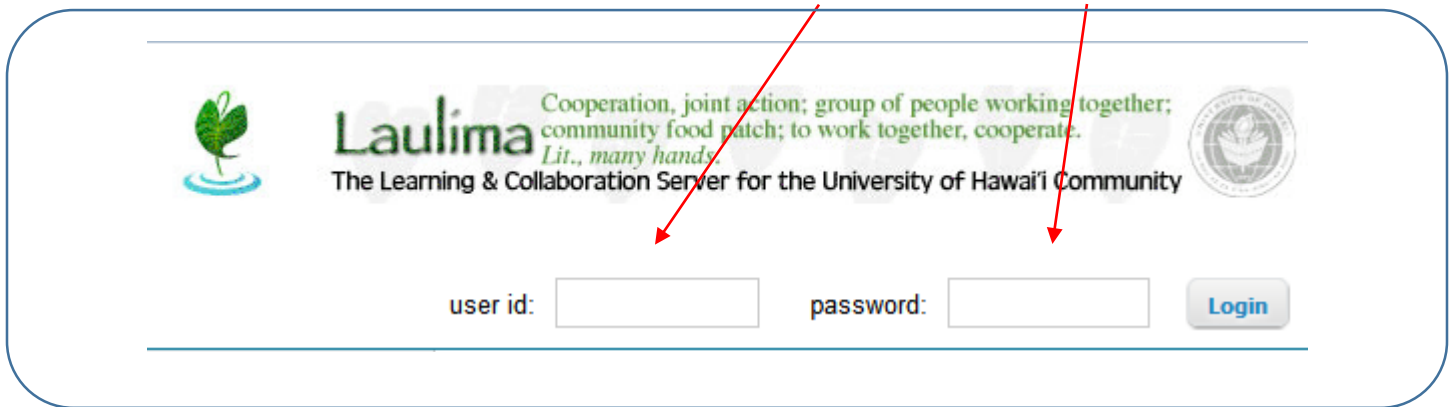 Laulima
Cooperation, joint action; group of people working together;
community food patch; to work together, cooperate.
Lit., many hands.
The Learning & Collaboration Server for the University of Hawai'i Community
user id:
password:
Login